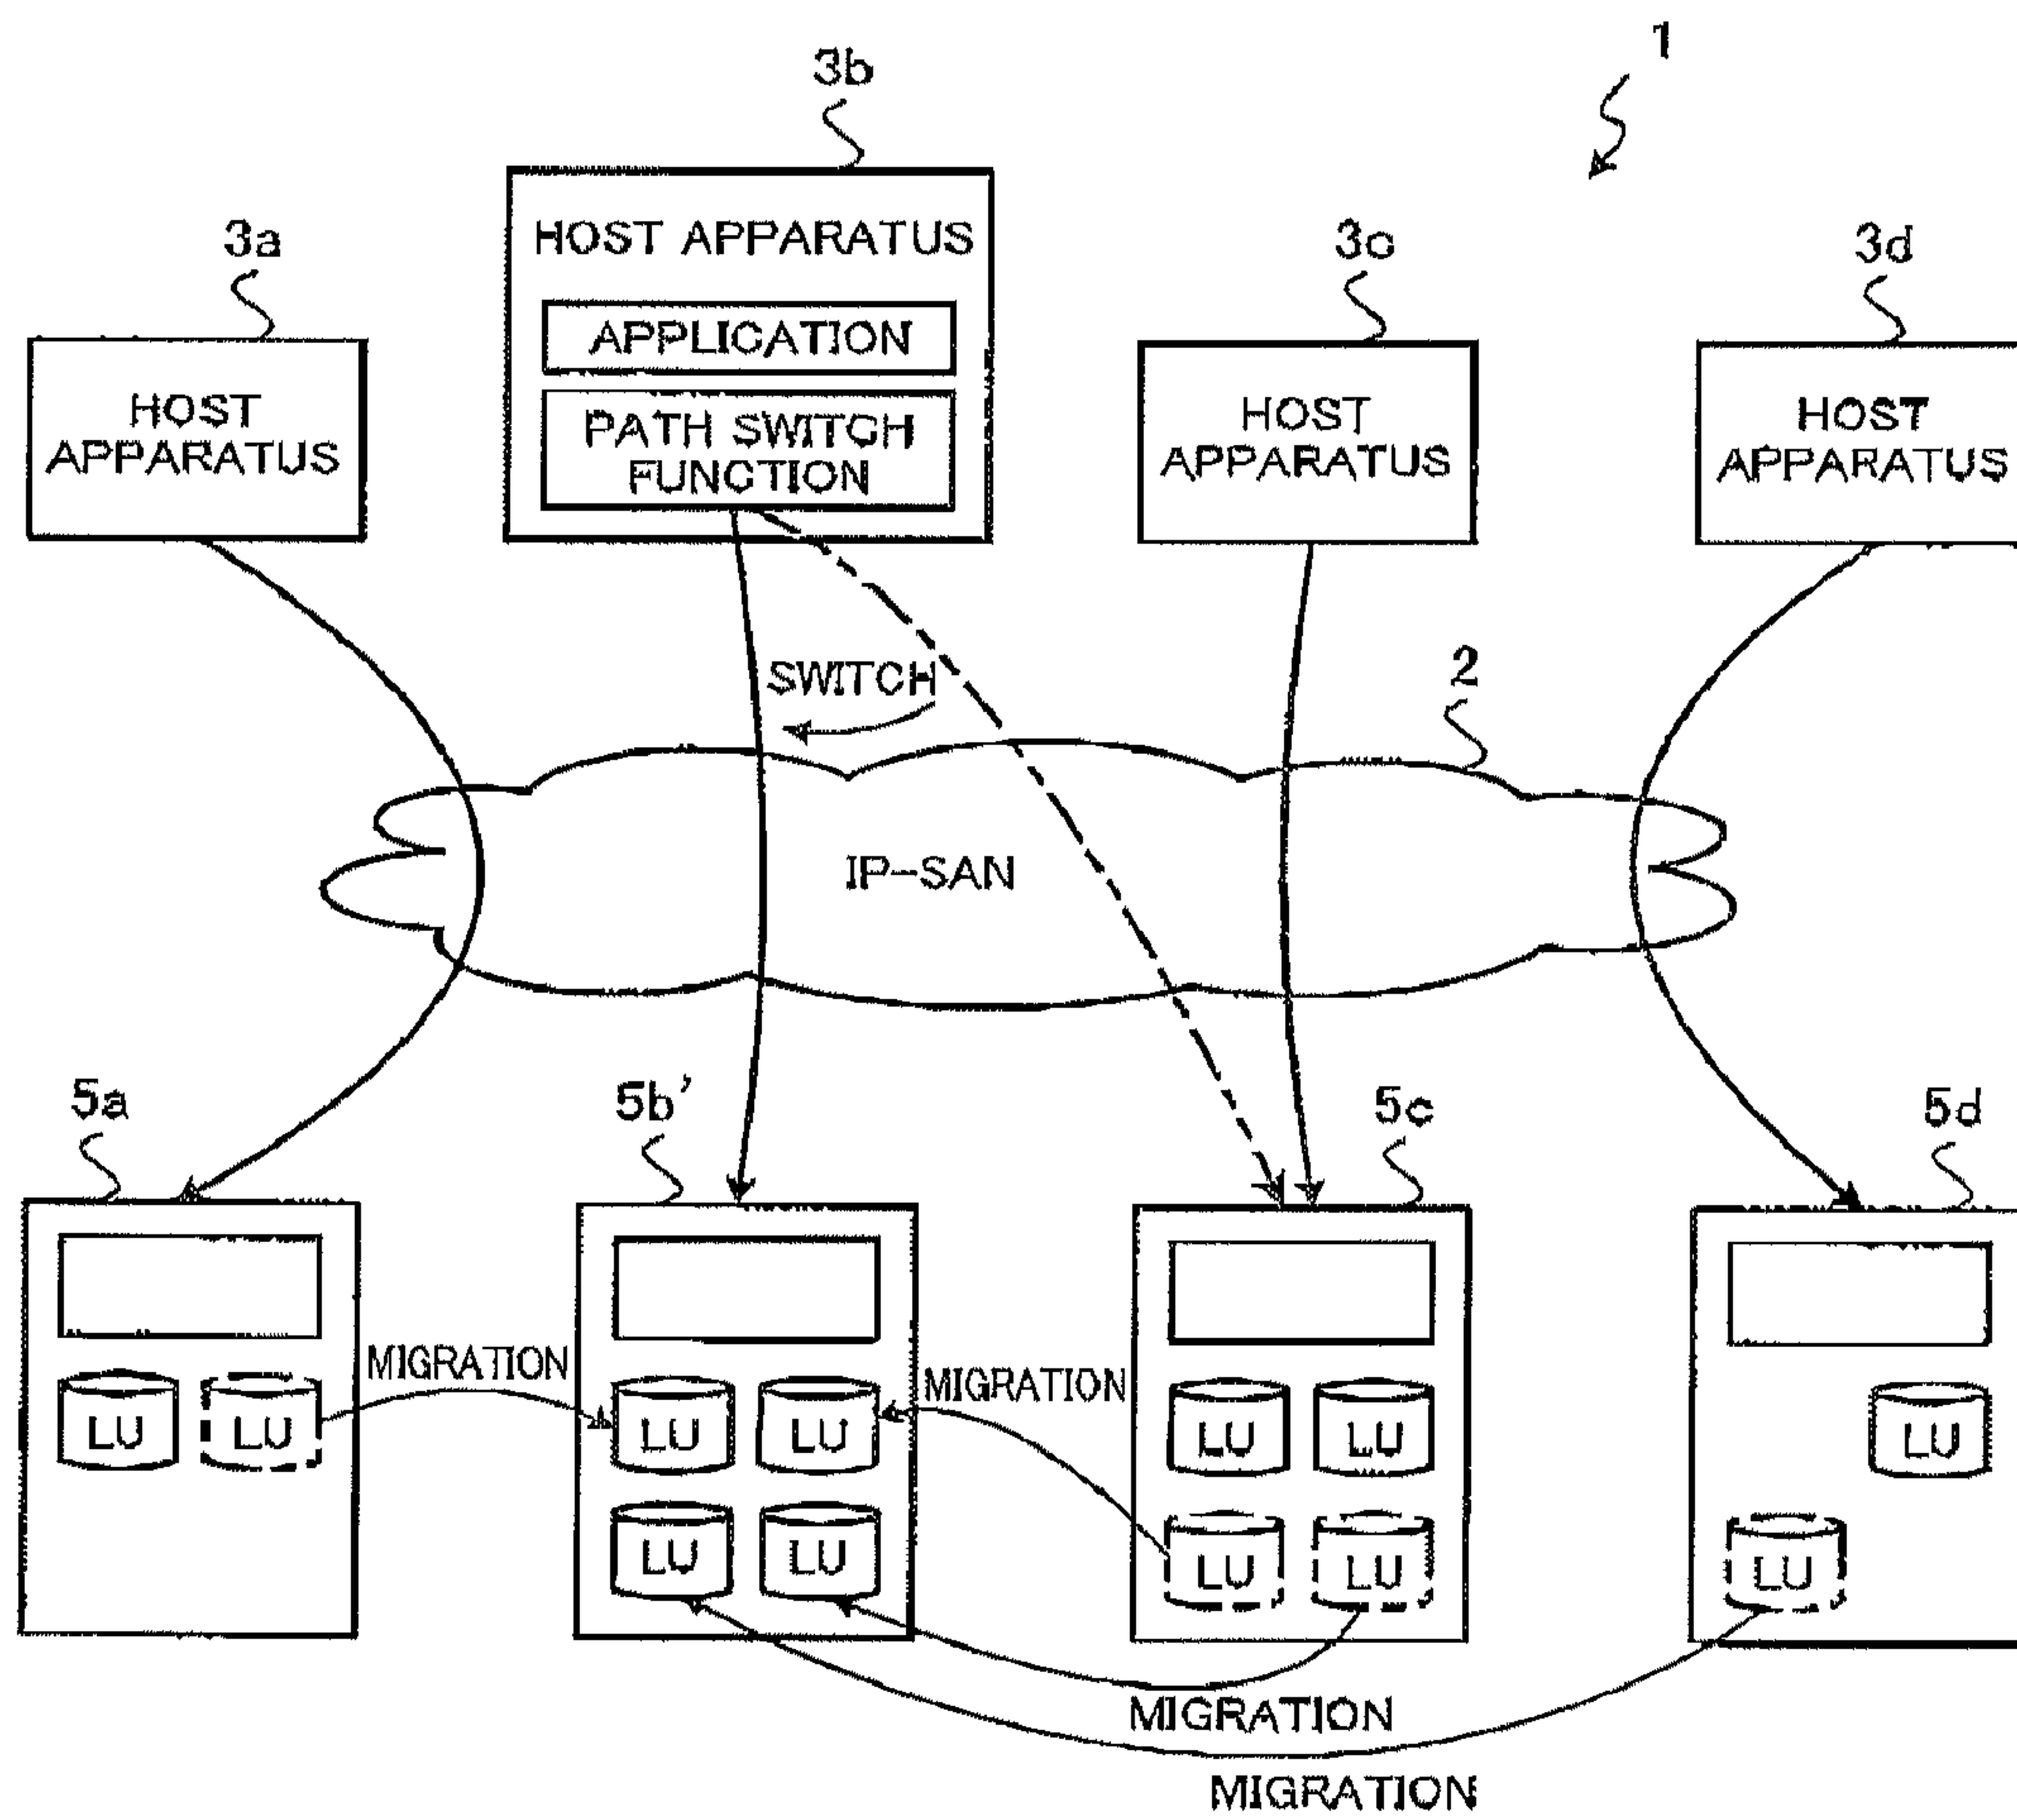 1
3b
HOST APPARATUS
3a
3c
3d
APPLICATION
HOST
APPARATUS
PATH SWITCH
FUNCTION
HOST
APPARATUS
HOST
APPARATUS
SWITCH
2
IP-SAN
5a
5b'
5c
5d
MIGRATION
MIGRATION
LU
LU
LU
LU
LU
LU
LU
LU
LU
LU
LU
LU
MIGRATION
MIGRATION